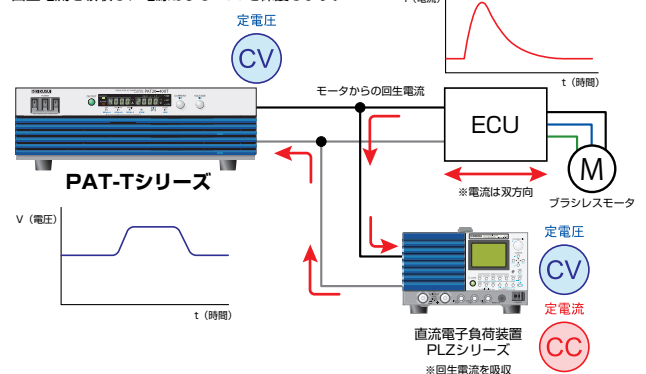 I（電流）
t（時間）
定電圧
CV
モータからの回生電流
ECU
※電流は双方向
M
ブラシレスモータ
PAT-Tシリーズ
V（電圧）
t（時間）
定電圧
CV
定電流
CC
直流電子負荷装置
PLZシリーズ
※回生電流を吸収